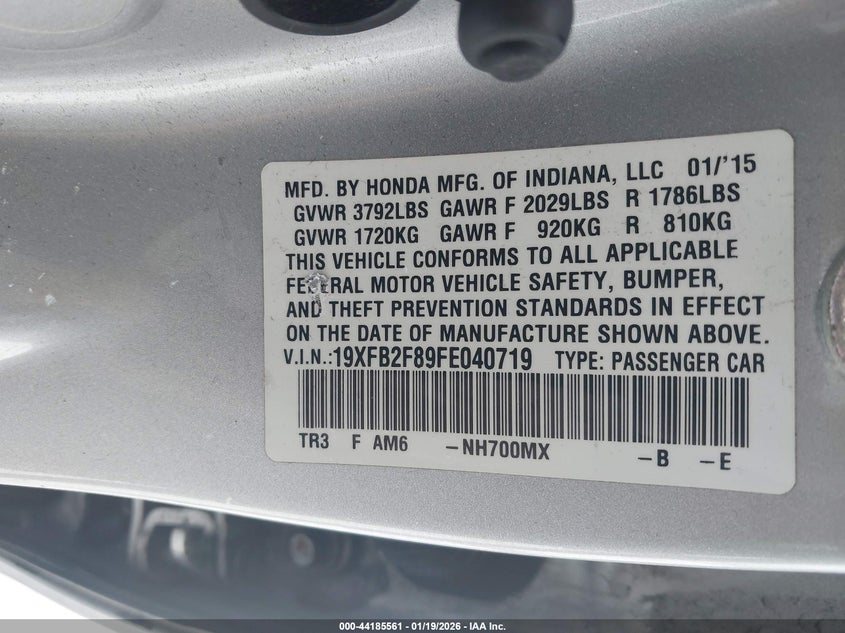 MFD. BY HONDA MFG. OF INDIANA, LLC 01/'15
GVWR 3792LBS GAWR F 2029LBS R 1786LBS
GVWR 1720KG GAWR F 920KG R 810KG
THIS VEHICLE CONFORMS TO ALL APPLICABLE
FEDERAL MOTOR VEHICLE SAFETY, BUMPER,
AND THEFT PREVENTION STANDARDS IN EFFECT
ON THE DATE OF MANUFACTURE SHOWN ABOVE.
V.I.N.:19XFB2F89FE040719 TYPE: PASSENGER CAR
TR3 F AM6 –NH700MX –B –E
000-44185561 - 01/19/2026 - IAA Inc.